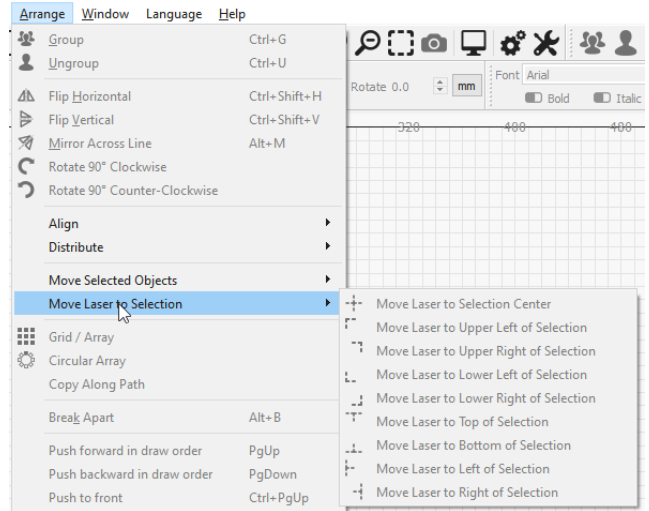 Arrange Window Language Help
Group Ctrl+G
Ungroup Ctrl+U
Flip Horizontal Ctrl+Shift+H
Flip Vertical Ctrl+Shift+V
Mirror Across Line Alt+M
Rotate 90° Clockwise
Rotate 90° Counter-Clockwise
Align
Distribute
Move Selected Objects
Move Laser to Selection
Grid / Array
Circular Array
Copy Along Path
Break Apart Alt+B
Push forward in draw order PgUp
Push backward in draw order PgDown
Push to front Ctrl+PgUp
Rotate 0.0 mm
Font Arial
Bold Italic
320 400 480
Move Laser to Selection Center
Move Laser to Upper Left of Selection
Move Laser to Upper Right of Selection
Move Laser to Lower Left of Selection
Move Laser to Lower Right of Selection
Move Laser to Top of Selection
Move Laser to Bottom of Selection
Move Laser to Left of Selection
Move Laser to Right of Selection